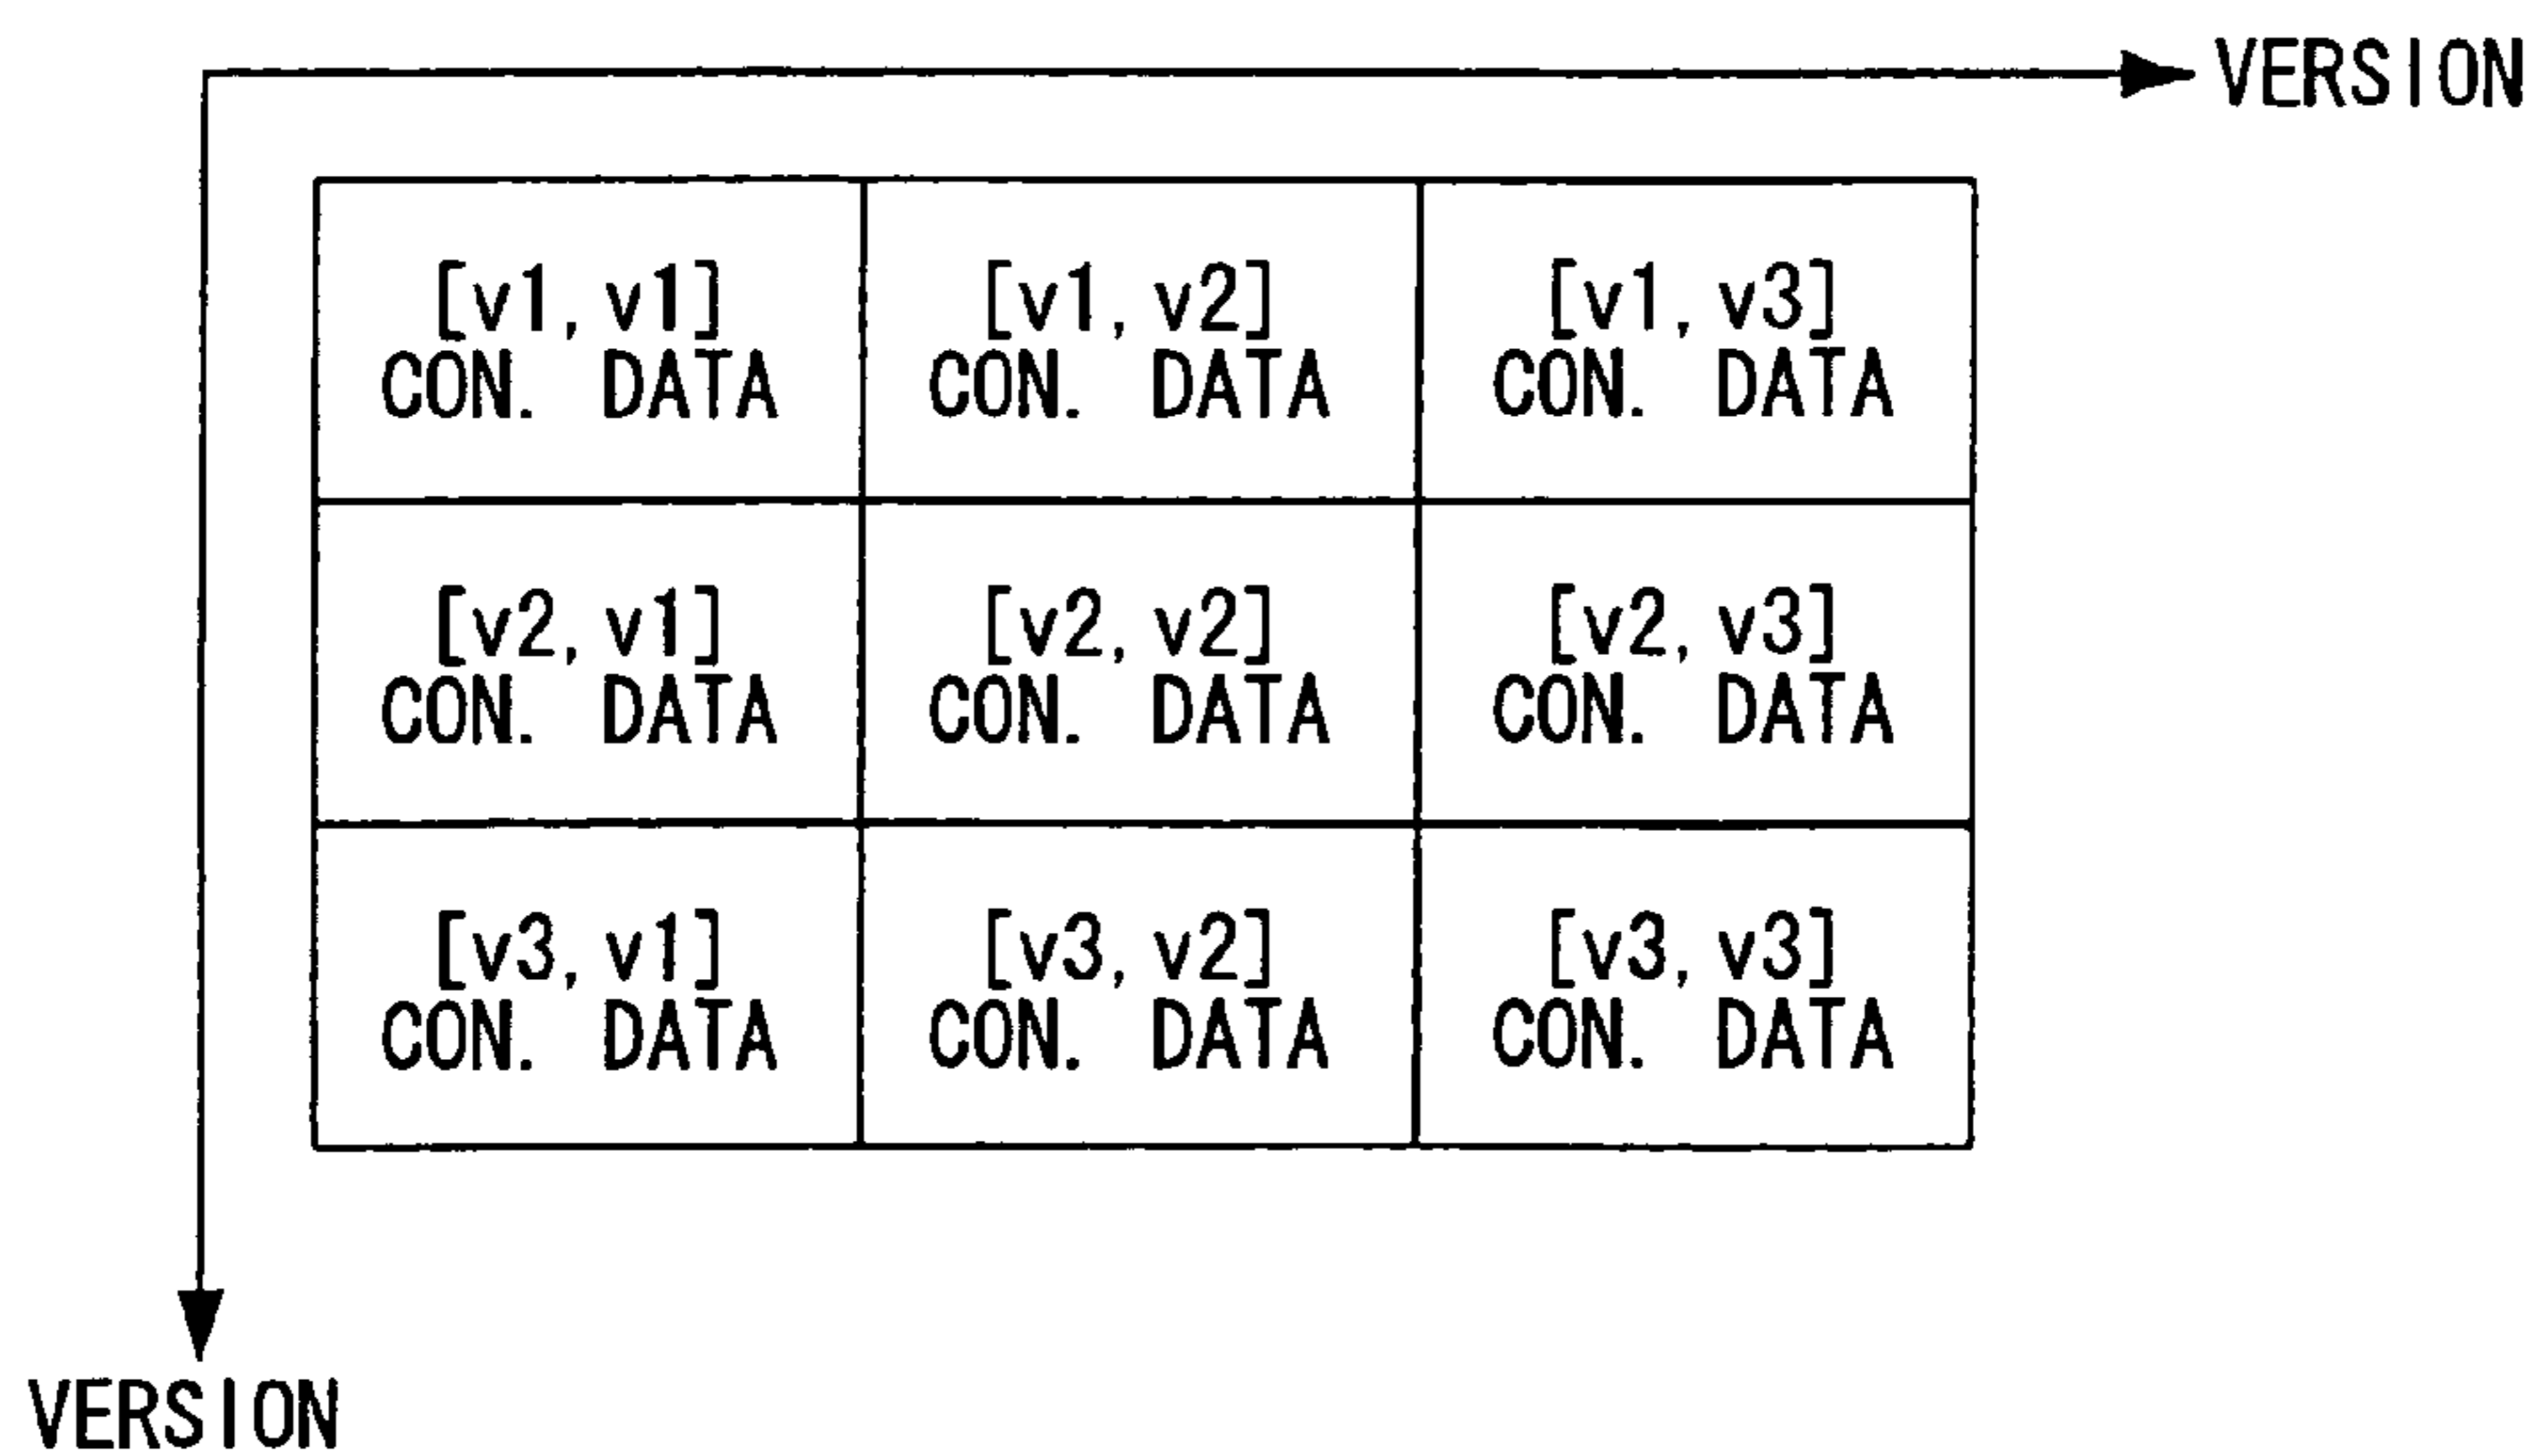 VERSION
[v1, v1] [v1, v2] [v1, v3]
CON. DATA CON. DATA CON. DATA
[v2, v1] [v2, v2] [v2, v3]
CON. DATA CON. DATA CON. DATA
[v3, v1] [v3, v2] [v3, v3]
CON. DATA CON. DATA CON. DATA
VERSION